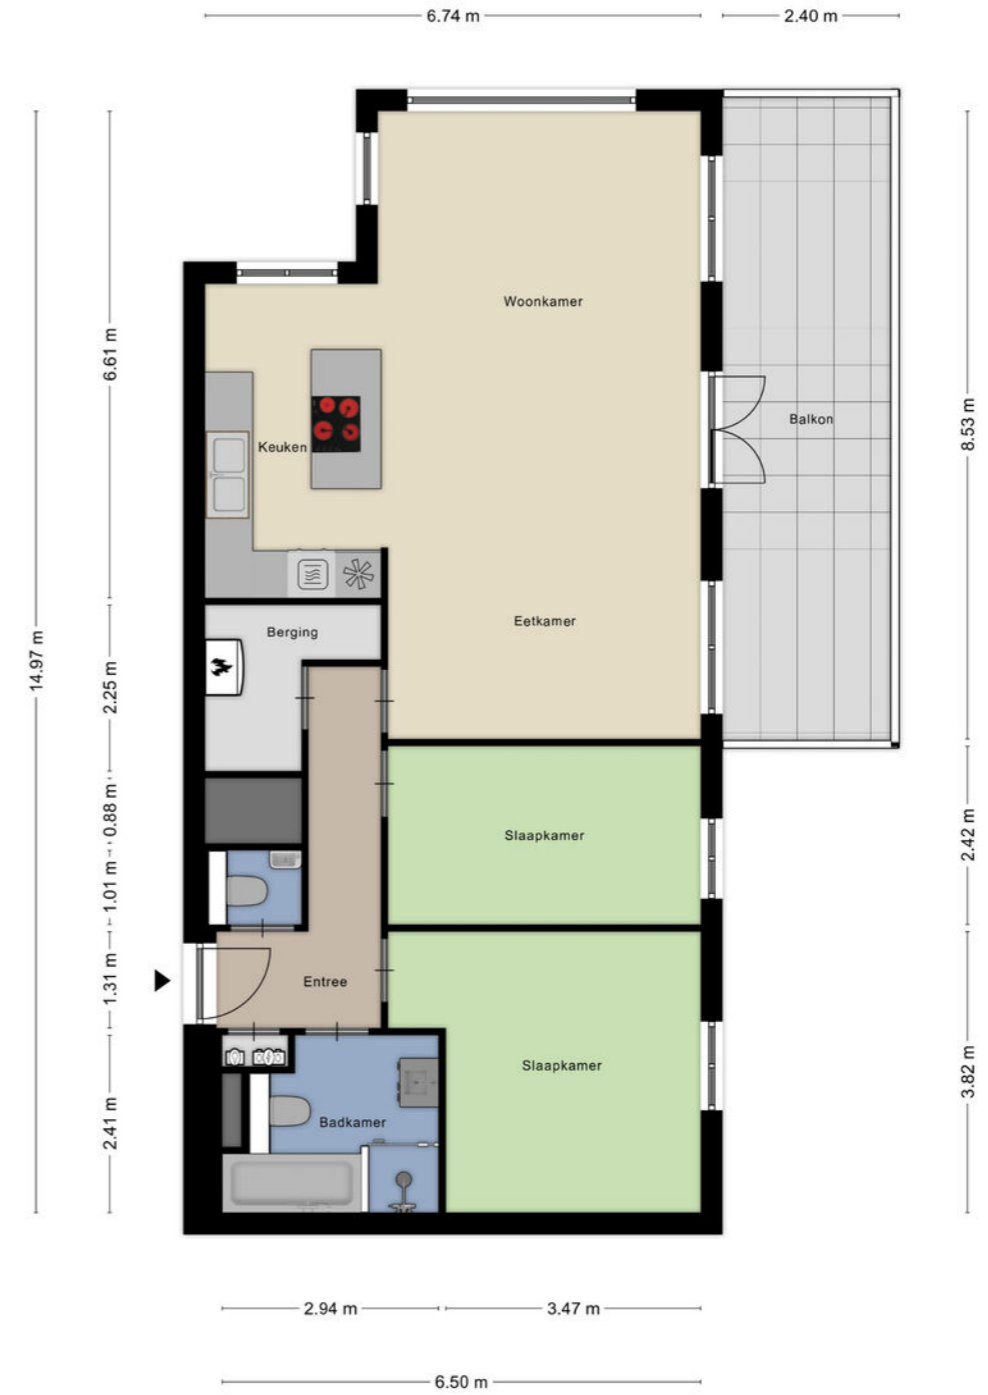 6.74 m
2.40 m
Woonkamer
6.61 m
8.53 m
Balkon
Keuken
Eetkamer
Berging
14.97 m
2.25 m
0.88 m
Slaapkamer
2.42 m
1.01 m
1.31 m
Entree
Slaapkamer
3.82 m
2.41 m
Badkamer
2.94 m
3.47 m
6.50 m